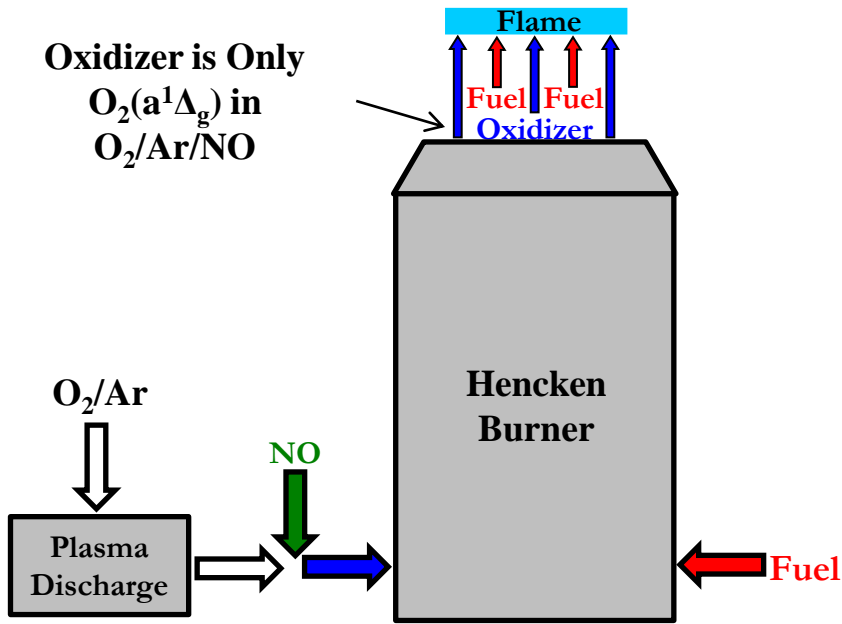 Flame
Oxidizer is Only
O₂(a¹Δg) in
O₂/Ar/NO
Fuel Fuel
Oxidizer
Hencken
Burner
O₂/Ar
NO
Plasma
Discharge
Fuel